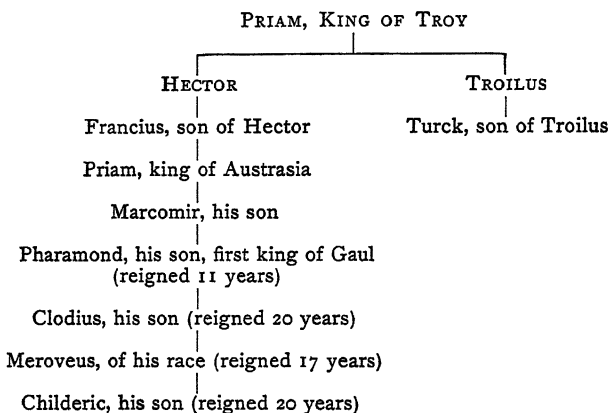 PRIAM, KING OF TROY
HECTOR TROILUS
Francius, son of Hector Turck, son of Troilus
Priam, king of Austrasia
Marcomir, his son
Pharamond, his son, first king of Gaul
(reigned 11 years)
Clodius, his son (reigned 20 years)
Meroveus, of his race (reigned 17 years)
Childeric, his son (reigned 20 years)